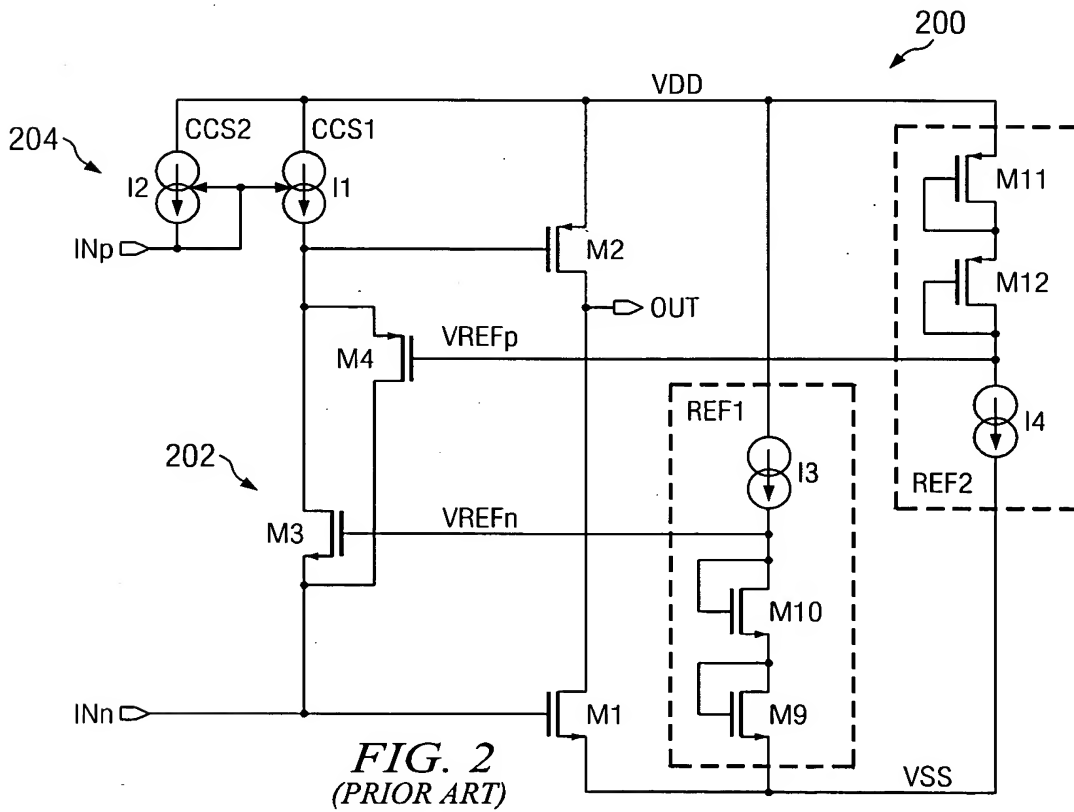 200
VDD
CCS2
CCS1
204
I2
I1
M11
INp
M2
M12
OUT
VREFp
M4
REF1
I4
I3
202
REF2
VREFn
M3
M10
INn
M1
M9
FIG. 2
(PRIOR ART)
VSS